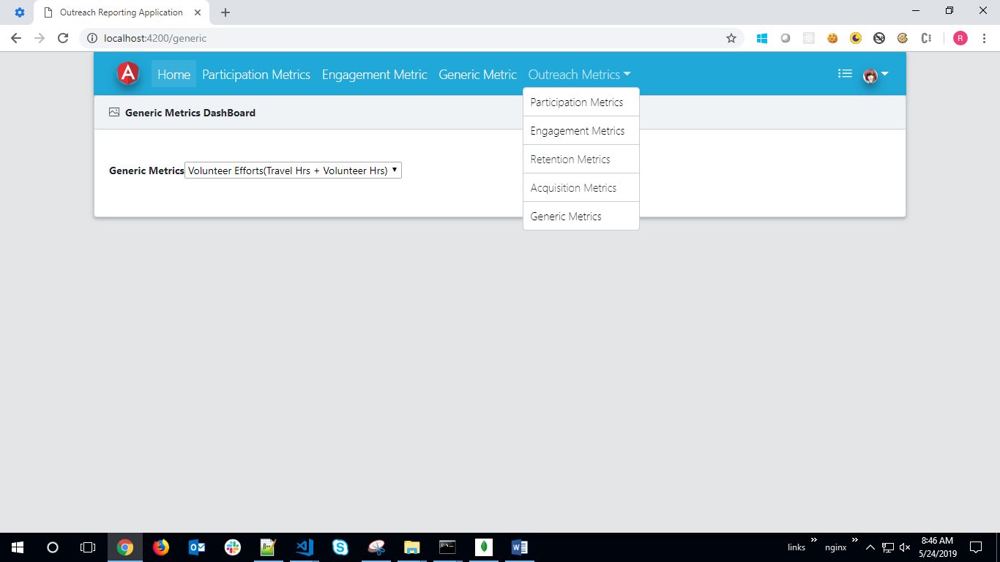 Outreach Reporting Application
localhost:4200/generic
R
Home Participation Metrics Engagement Metric Generic Metric Outreach Metrics
Participation Metrics
Engagement Metrics
Retention Metrics
Acquisition Metrics
Generic Metrics
Generic Metrics DashBoard
Generic Metrics Volunteer Efforts(Travel Hrs + Volunteer Hrs)
links
nginx
8:46 AM
5/24/2019